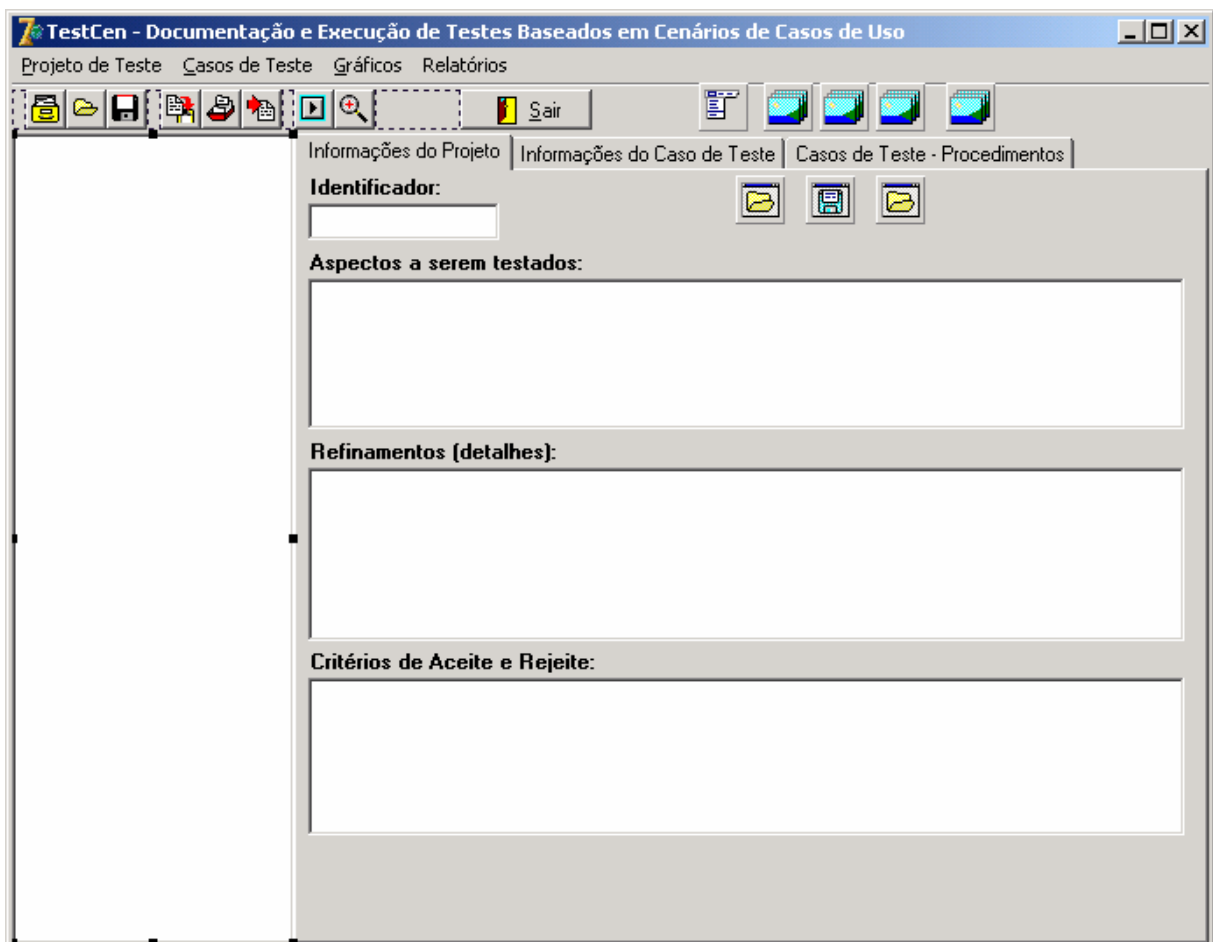 TestCen - Documentação e Execução de Testes Baseados em Cenários de Casos de Uso
Projeto de Teste Casos de Teste Gráficos Relatórios
Sair
Informações do Projeto Informações do Caso de Teste Casos de Teste - Procedimentos
Identificador:
Aspectos a serem testados:
Refinamentos (detalhes):
Critérios de Aceite e Rejeite: